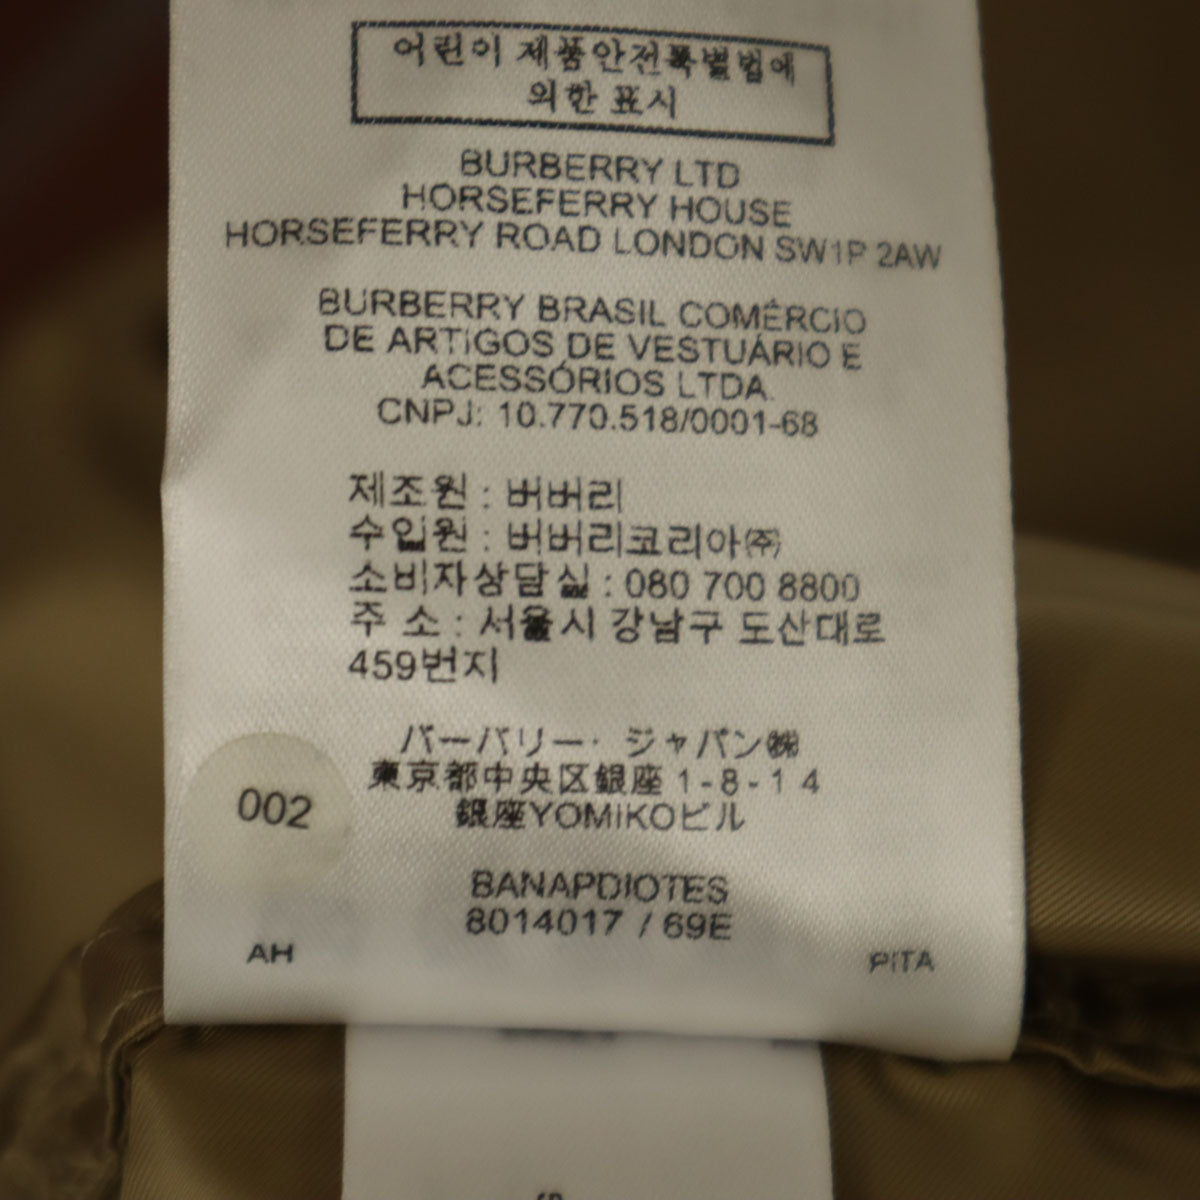 어린이 제품안전특별법에
의한 표시
BURBERRY LTD
HORSEFERRY HOUSE
HORSEFERRY ROAD LONDON SW1P 2AW
BURBERRY BRASIL COMÉRCIO
DE ARTIGOS DE VESTUÁRIO E
ACESSÓRIOS LTDA.
CNPJ: 10.770.518/0001-68
제조원 : 버버리
수입원 : 버버리코리아㈜
소비자상담실 : 080 700 8800
주 소 : 서울시 강남구 도산대로
459번지
バーバリー・ジャパン㈱
東京都中央区銀座 1-8-14
銀座YOMIKOビル
002
BANAPDIOTES
8014017 / 69E
AH PITA